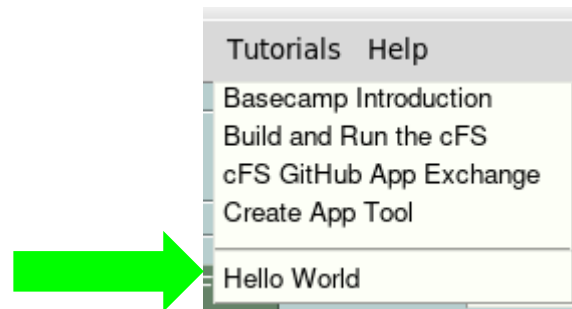 Tutorials Help
Basecamp Introduction
Build and Run the cFS
cFS GitHub App Exchange
Create App Tool
Hello World